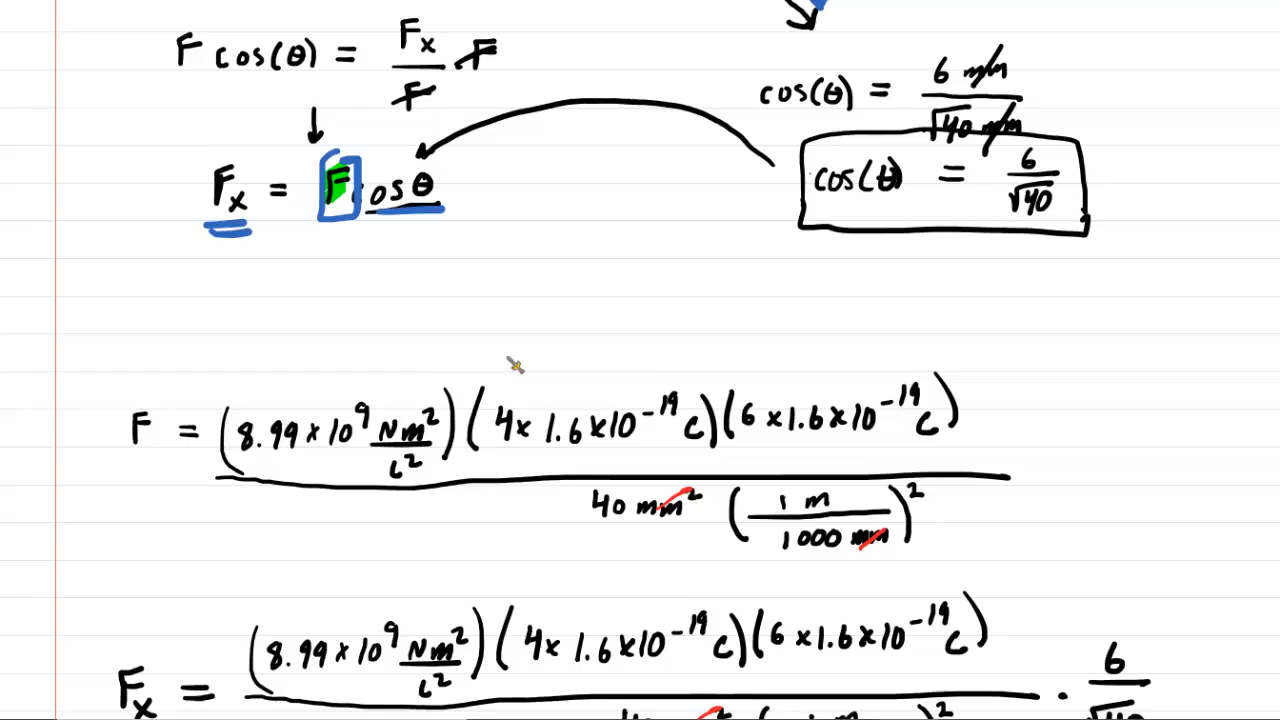 F cos(θ) = Fx/F · F
cos(θ) = 6 mm/√40 mm
Fx = F cosθ
cos(θ) = 6/√40
F = (8.99×10⁹ Nm²/C²)(4× 1.6×10⁻¹⁹ C)(6×1.6×10⁻¹⁹ C)
40 mm² (1 m/1000 mm)²
Fx = (8.99×10⁹ Nm²/C²)(4× 1.6×10⁻¹⁹ C)(6×1.6×10⁻¹⁹ C) · 6/√40